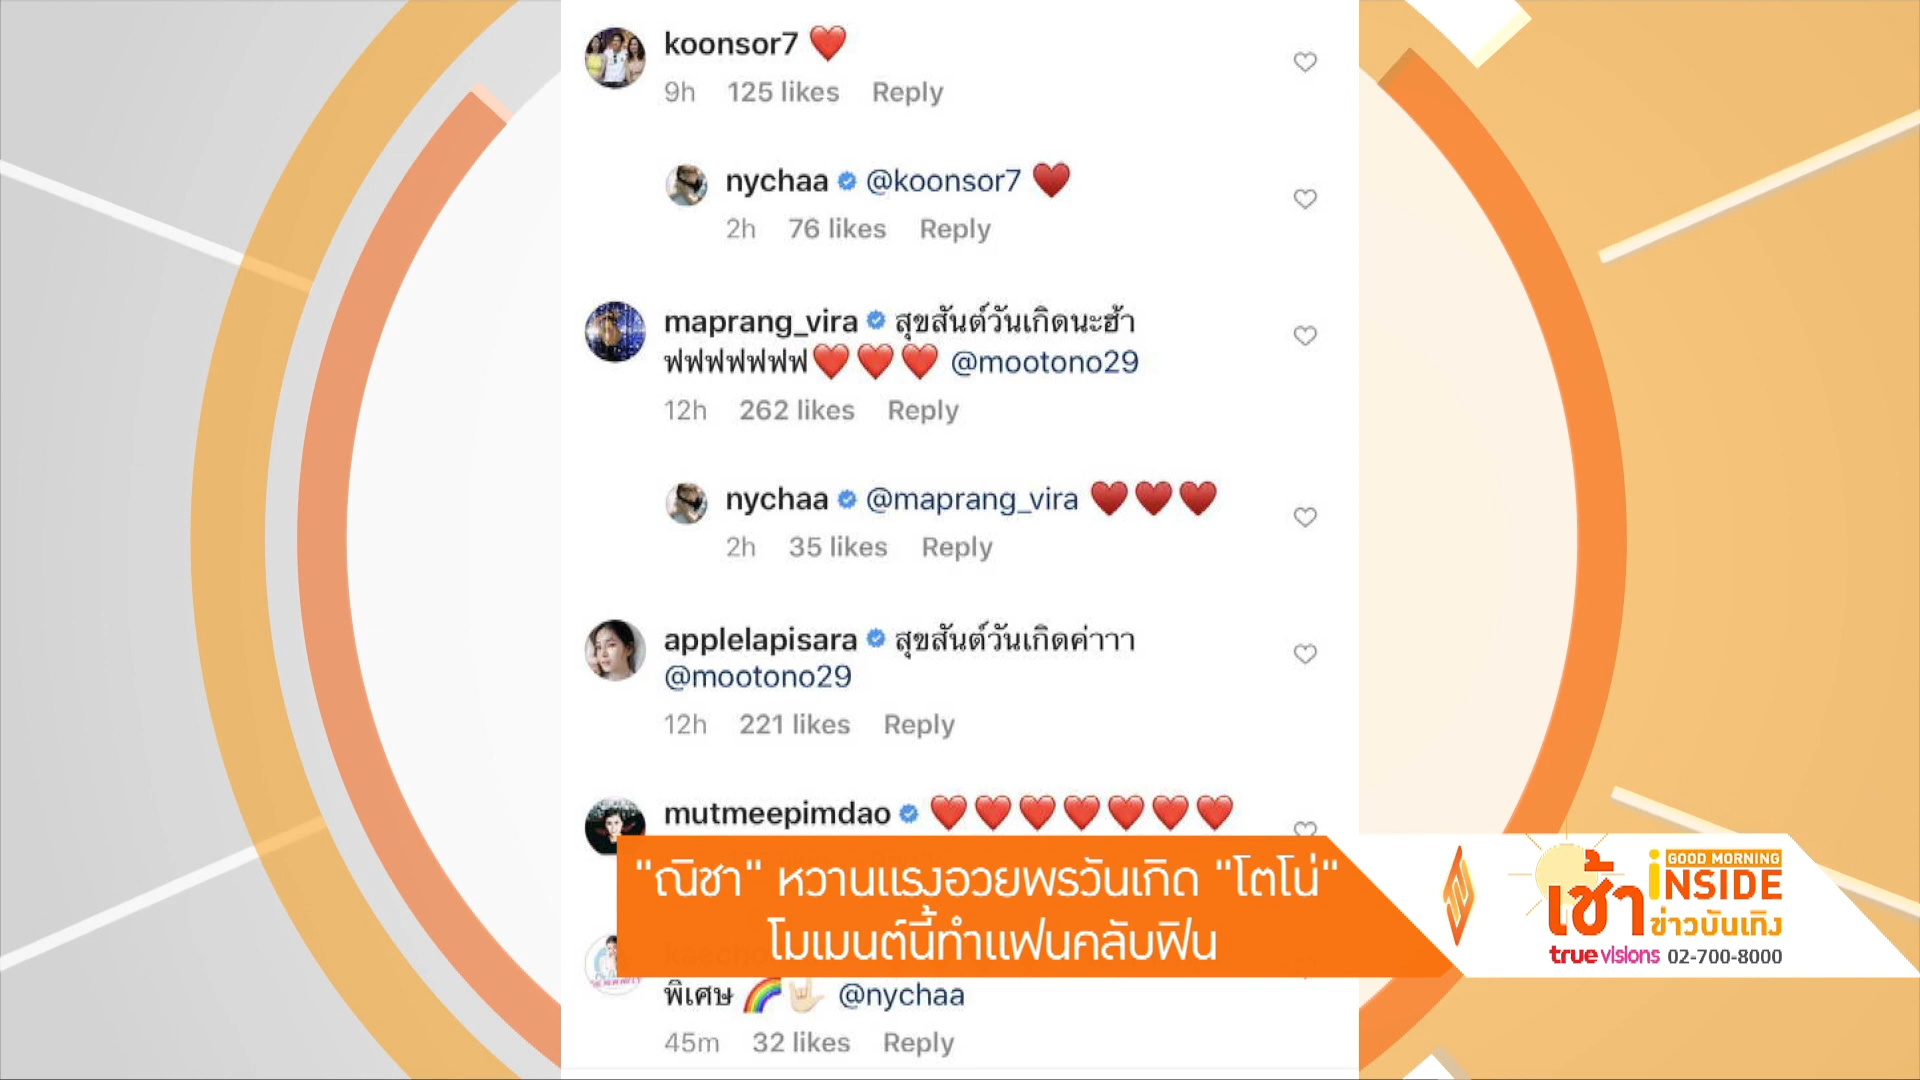 koonsor7 ❤️
9h 125 likes Reply
nychaa @koonsor7 ♥️
2h 76 likes Reply
maprang_vira สุขสันต์วันเกิดนะฮ้า
ฟฟฟฟฟฟฟ❤️❤️❤️ @mootono29
12h 262 likes Reply
nychaa @maprang_vira ♥️♥️♥️
2h 35 likes Reply
applelapisara สุขสันต์วันเกิดค่าาา
@mootono29
12h 221 likes Reply
mutmeepimdao ❤️❤️❤️❤️❤️❤️❤️
"ณิชา" หวานแรงอวยพรวันเกิด "โตโน่"
โมเมนต์นี้ทำแฟนคลับฟิน
พิเศษ 🌈🤟🏻 @nychaa
45m 32 likes Reply
GOOD MORNING
เช้า iNSIDE
ข่าวบันเทิง
truevisions 02-700-8000